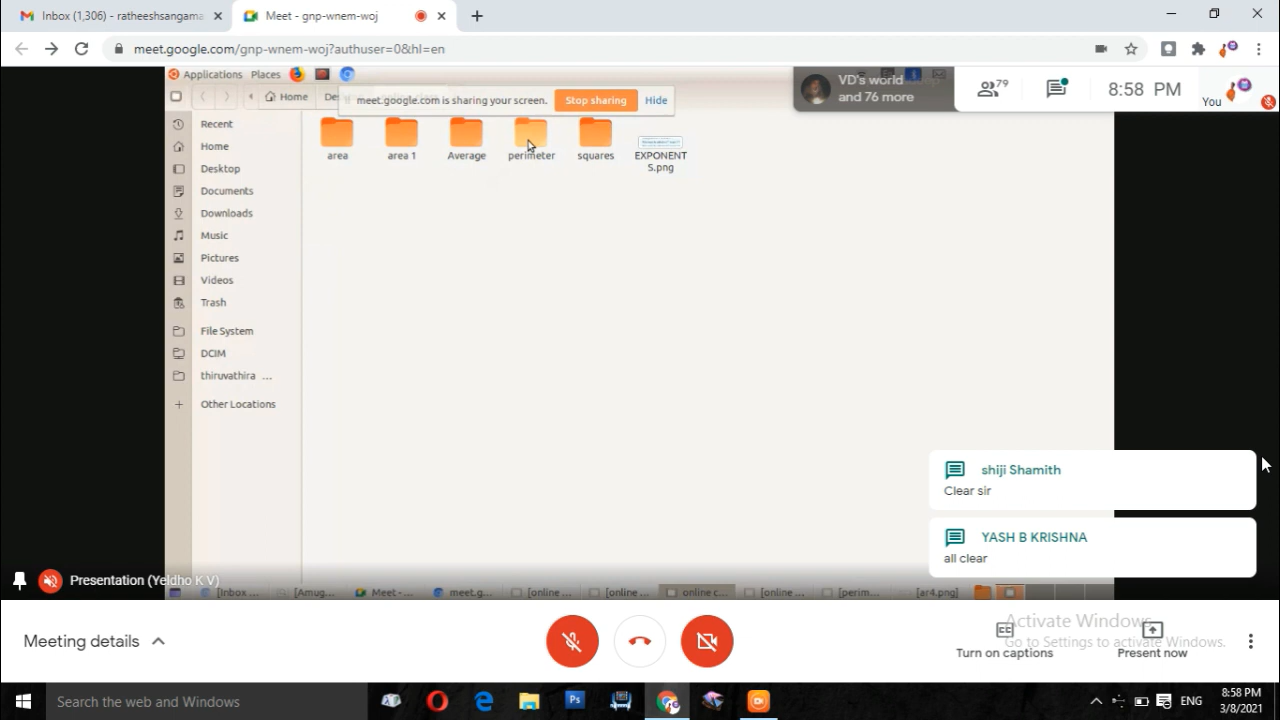 Inbox (1,306) - ratheeshsangama
Meet - gnp-wnem-woj
meet.google.com/gnp-wnem-woj?authuser=0&hl=en
Applications Places
Home
meet.google.com is sharing your screen. Stop sharing Hide
VD's world
and 76 more
79
8:58 PM
You
Recent
Home
Desktop
Documents
Downloads
Music
Pictures
Videos
Trash
File System
DCIM
thiruvathira ...
Other Locations
area
area 1
Average
perimeter
squares
EXPONENT
S.png
shiji Shamith
Clear sir
YASH B KRISHNA
all clear
Presentation (Yeldho K V)
[Inbox ... [Amug... Meet -... meet.g... [online ... [online ... online c... [online ... [perim... [ar4.png]
Meeting details
CC
Turn on captions
Present now
Activate Windows
Go to Settings to activate Windows.
Search the web and Windows
Ps
ENG
8:58 PM
3/8/2021